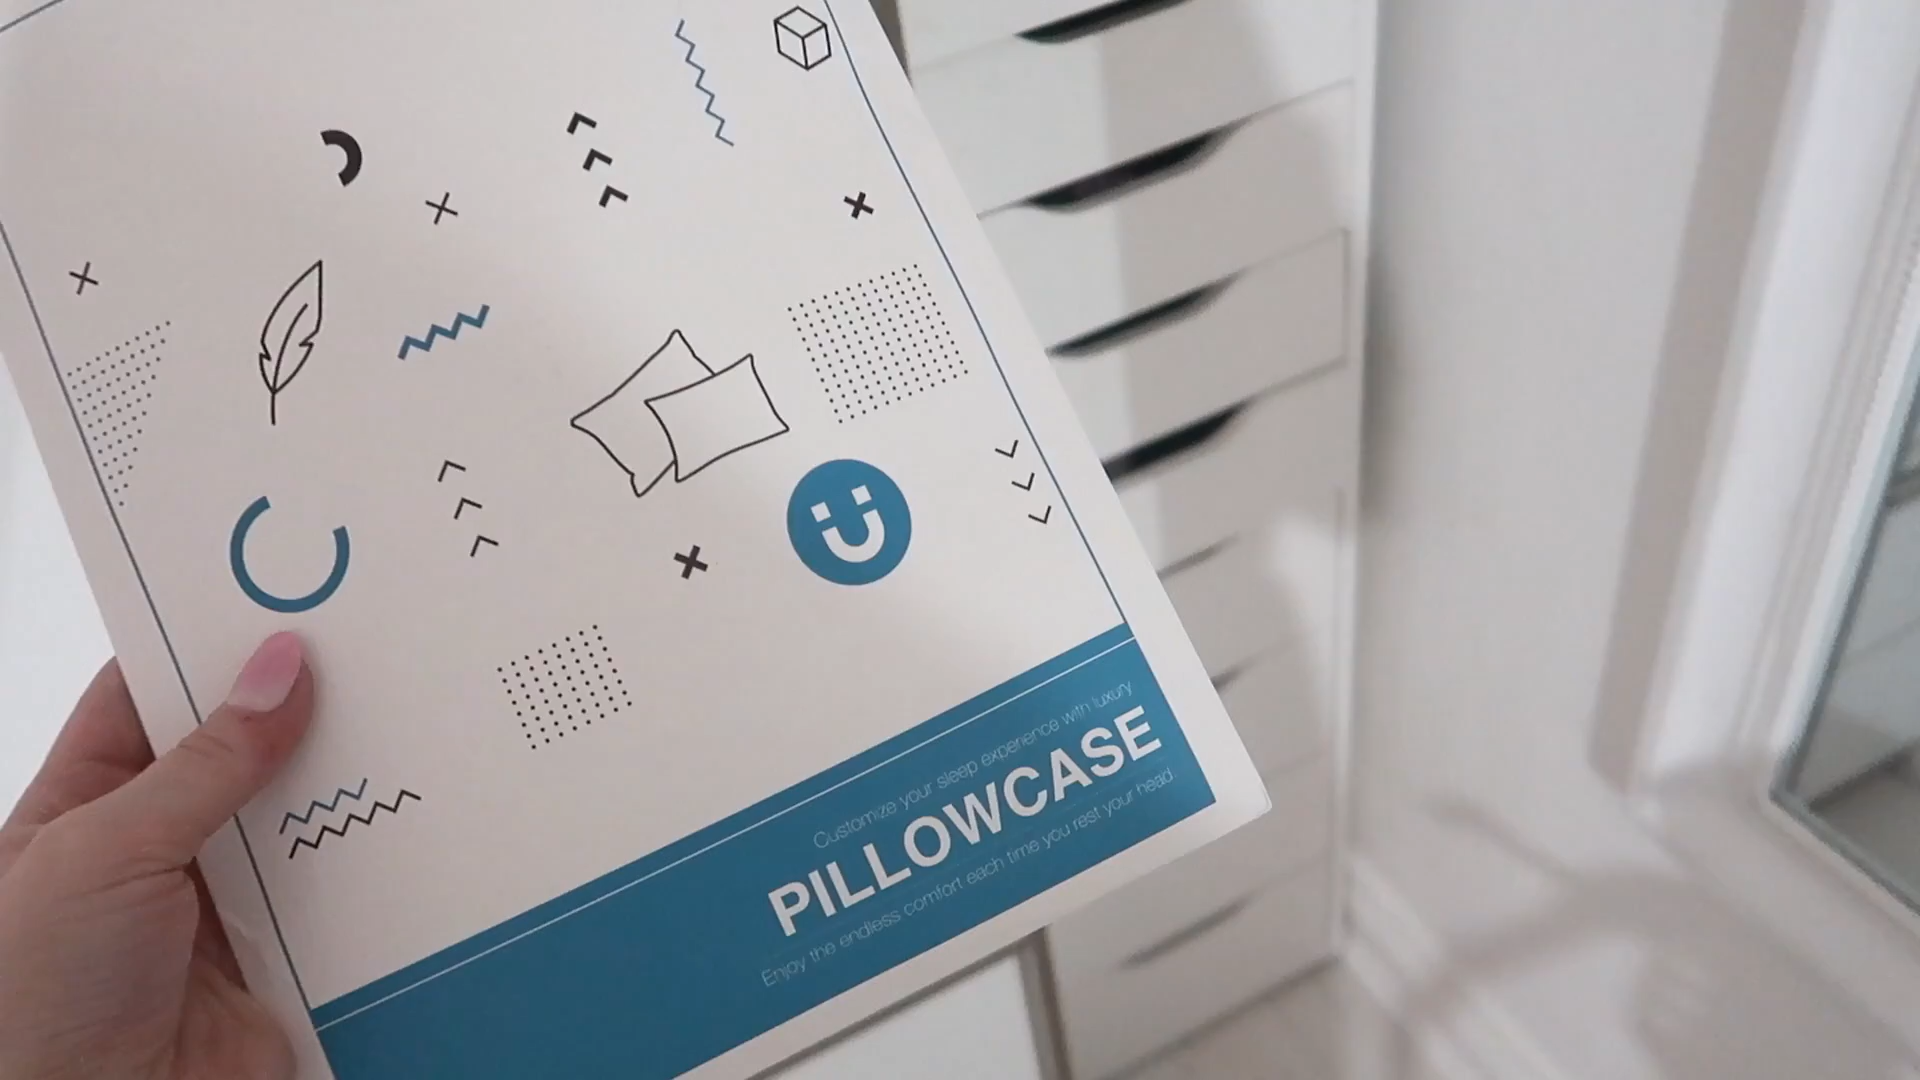 Customize your sleep experience with luxury
PILLOWCASE
Enjoy the endless comfort each time you rest your head.